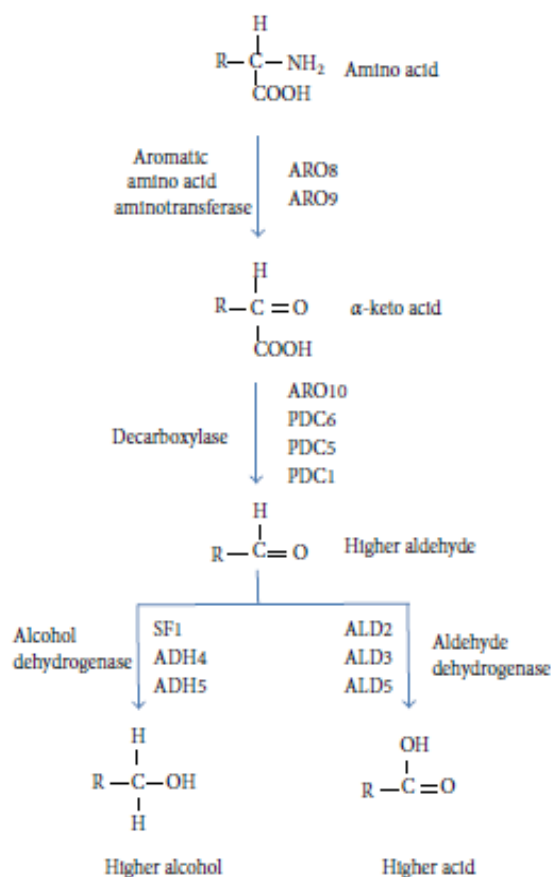 H
R—C—NH₂ Amino acid
COOH
Aromatic
amino acid
aminotransferase
ARO8
ARO9
H
R—C=O α-keto acid
COOH
Decarboxylase
ARO10
PDC6
PDC5
PDC1
H
R—C=O Higher aldehyde
Alcohol
dehydrogenase
SF1
ADH4
ADH5
ALD2
ALD3
ALD5
Aldehyde
dehydrogenase
H
R—C—OH
H
Higher alcohol
OH
R—C=O
Higher acid